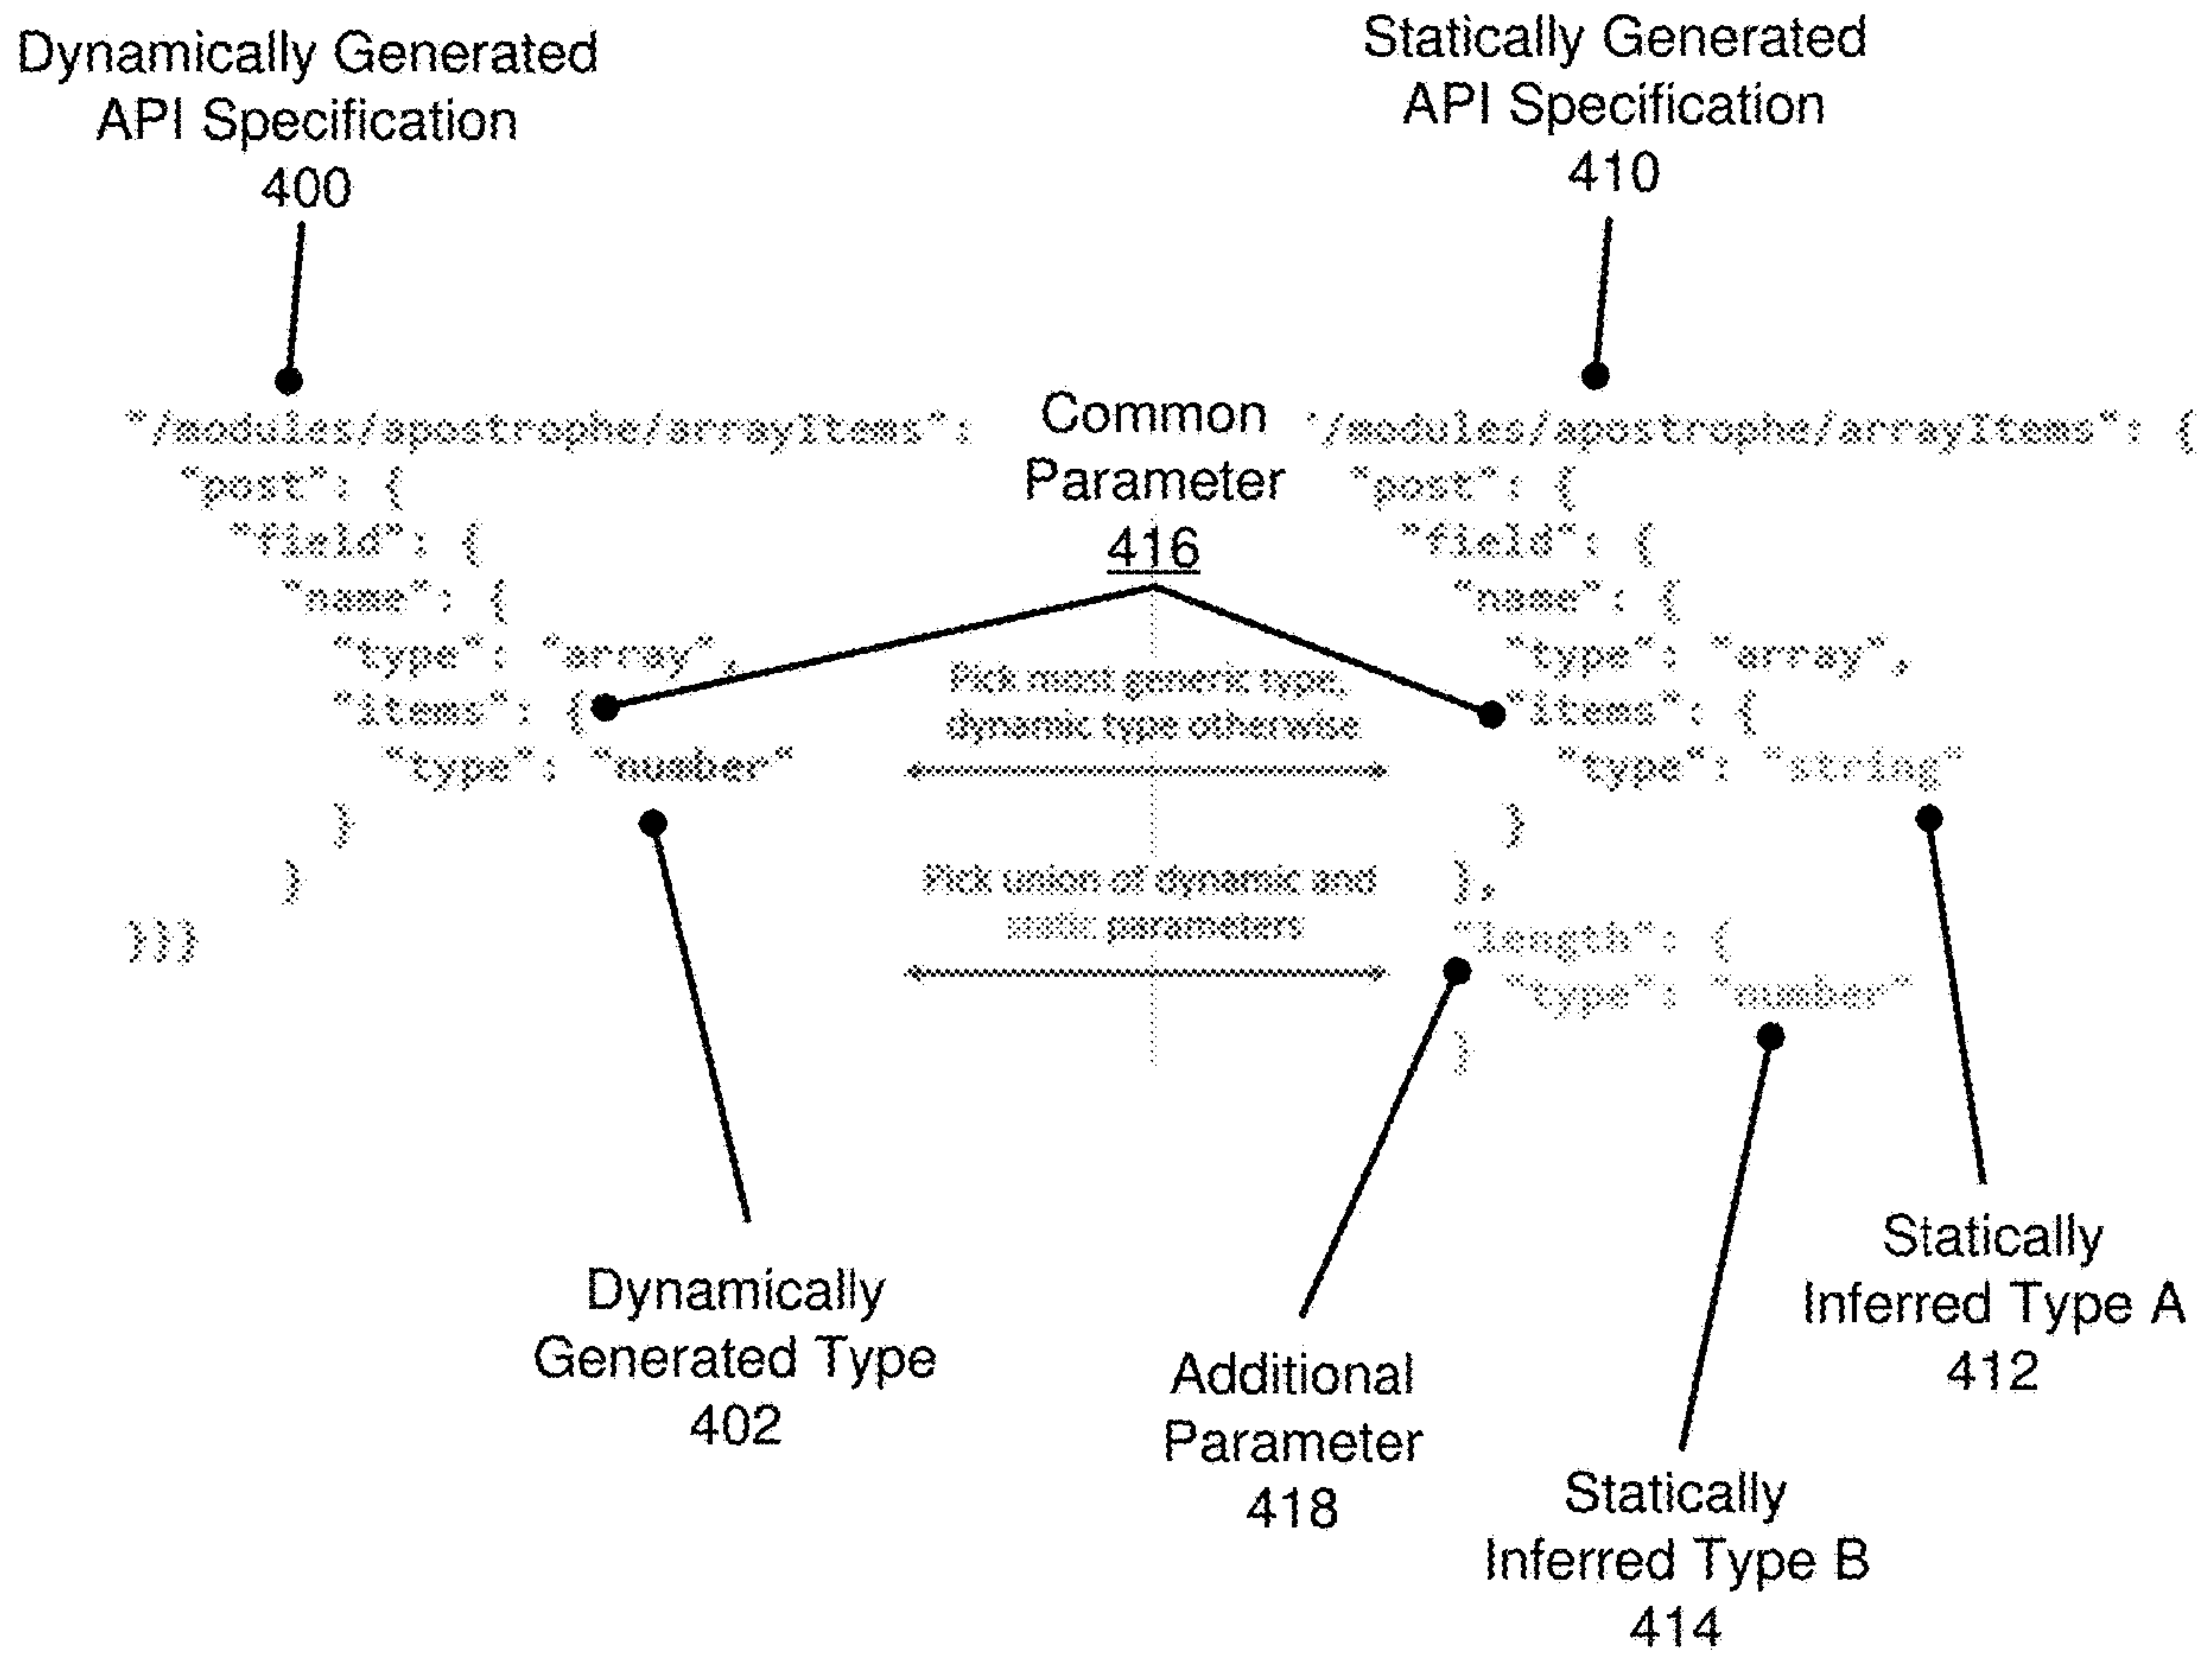 Dynamically Generated
API Specification
400
Statically Generated
API Specification
410
"/modules/apostrophe/arrayItems":
"post": {
"field": {
"name": {
"type": "array",
"items": {
"type": "number"
}
}
}}}
Common
Parameter
416
Pick most generic type,
dynamic type otherwise
Pick union of dynamic and
static parameters
"/modules/apostrophe/arrayItems": {
"post": {
"field": {
"name": {
"type": "array",
"items": {
"type": "string"
}
},
"length": {
"type": "number"
}
Dynamically
Generated Type
402
Additional
Parameter
418
Statically
Inferred Type B
414
Statically
Inferred Type A
412